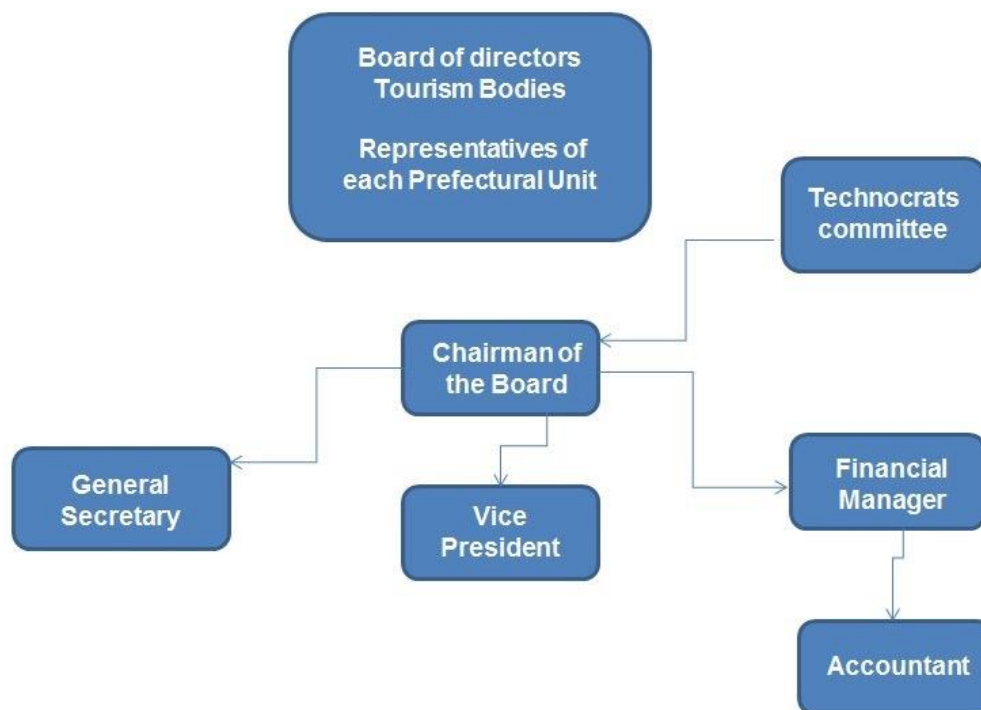 Board of directors
Tourism Bodies
Representatives of
each Prefectural Unit
Technocrats
committee
Chairman of
the Board
General
Secretary
Vice
President
Financial
Manager
Accountant